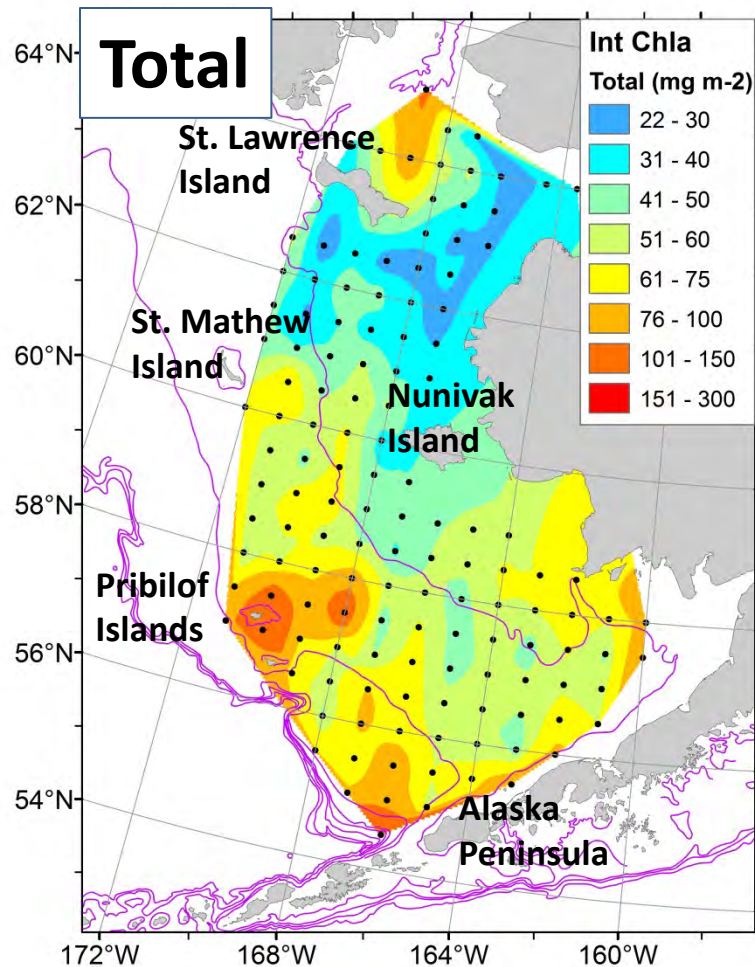 Total
Int Chla
Total (mg m-2)
22 - 30
31 - 40
41 - 50
51 - 60
61 - 75
76 - 100
101 - 150
151 - 300
64°N
62°N
60°N
58°N
56°N
54°N
St. Lawrence
Island
St. Mathew
Island
Nunivak
Island
Pribilof
Islands
Alaska
Peninsula
172°W
168°W
164°W
160°W